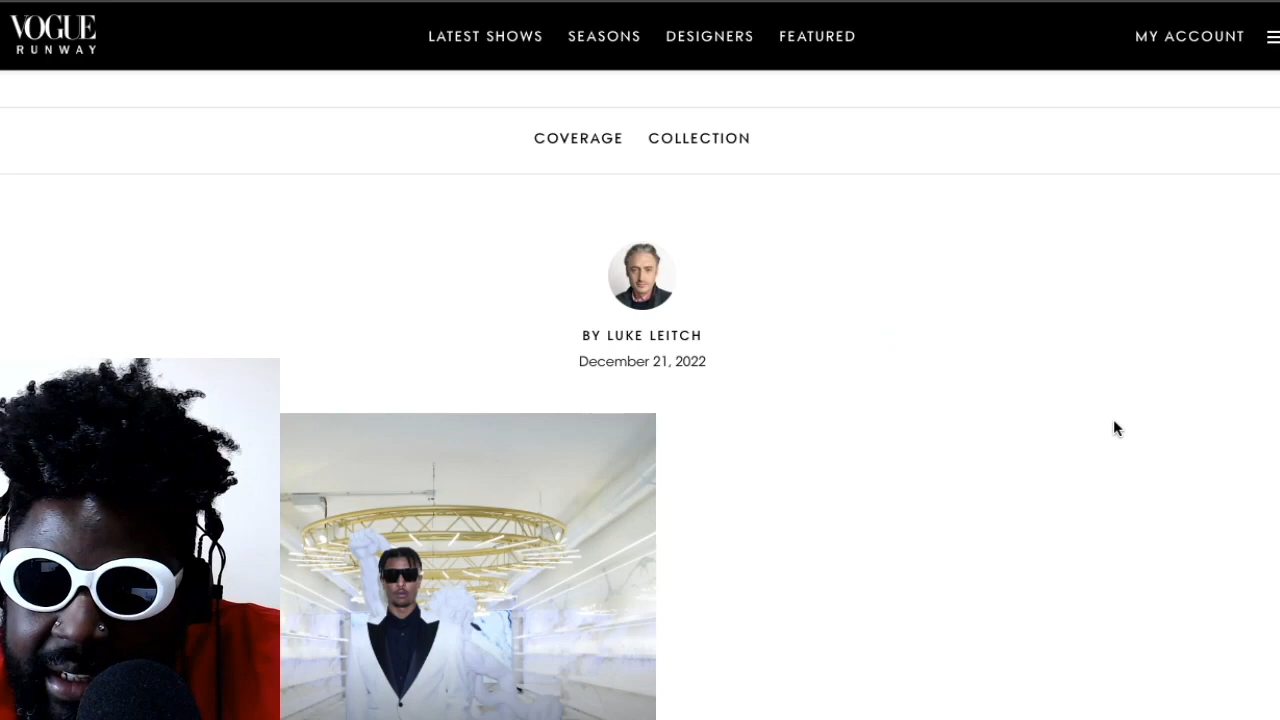 VOGUE
RUNWAY
LATEST SHOWS SEASONS DESIGNERS FEATURED MY ACCOUNT
COVERAGE COLLECTION
BY LUKE LEITCH
December 21, 2022